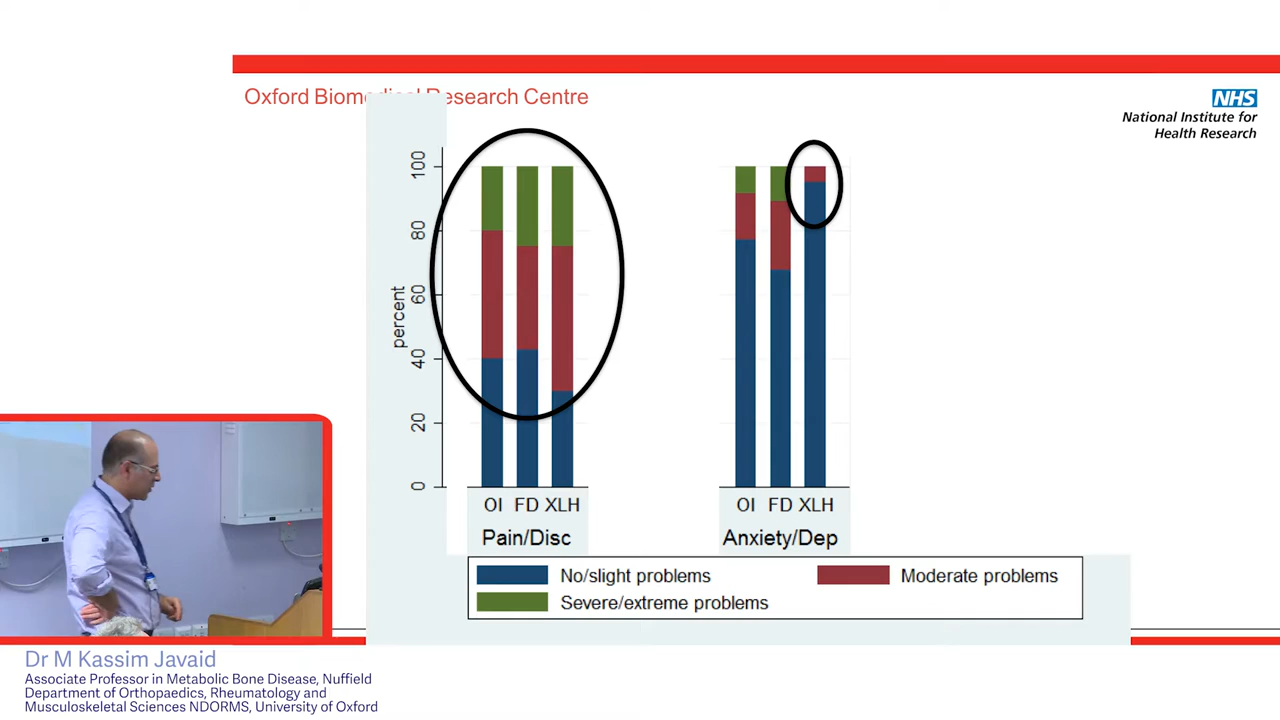 Oxford Biomedical Research Centre
NHS
National Institute for
Health Research
100
80
60
40
20
0
percent
OI FD XLH
Pain/Disc
OI FD XLH
Anxiety/Dep
No/slight problems
Moderate problems
Severe/extreme problems
Dr M Kassim Javaid
Associate Professor in Metabolic Bone Disease, Nuffield
Department of Orthopaedics, Rheumatology and
Musculoskeletal Sciences NDORMS, University of Oxford